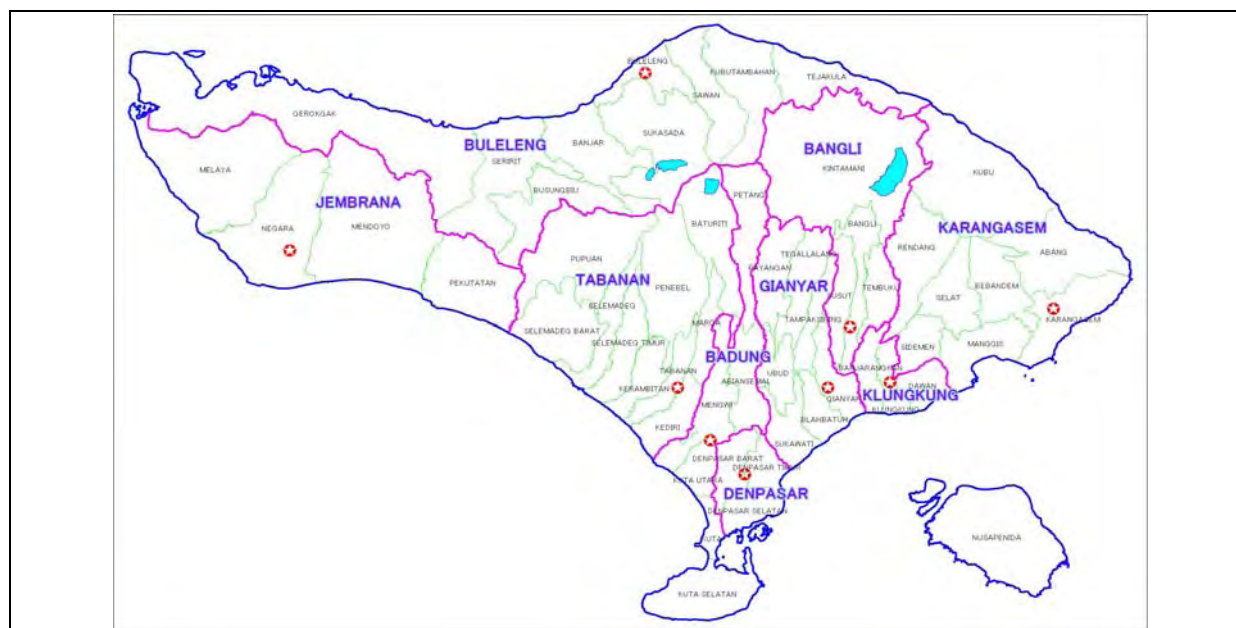 BULELENG
KUBUTAMBAHAN
TEJAKULA
SAWAN
GEROKGAK
SUKASADA
BANJAR
BULELENG
SERIRIT
BANGLI
KINTAMANI
MELAYA
KUBU
BUSUNGBIU
PETANG
JEMBRANA
NEGARA
MENDOYO
BATURITI
BANGLI
KARANGASEM
RENDANG
ABANG
PUPUAN
TEGALLALANG
PAYANGAN
TABANAN
GIANYAR
PEKUTATAN
PENEBEL
SUSUT
TEMBUKU
BEBANDEM
SELAT
SELEMADEG
TAMPAKSIRING
KARANGASEM
MARGA
SELEMADEG BARAT
SELEMADEG TIMUR
SIDEMEN
MANGGIS
BADUNG
BANJARANGKAN
TABANAN
UBUD
ABIANSEMAL
KERAMBITAN
DAWAN
KLUNGKUNG
GIANYAR
MENGWI
KLUNGKUNG
BLAHBATUH
KEDIRI
SUKAWATI
DENPASAR BARAT
DENPASAR TIMUR
KUTA UTARA
DENPASAR
DENPASAR SELATAN
KUTA
NUSAPENIDA
KUTA SELATAN